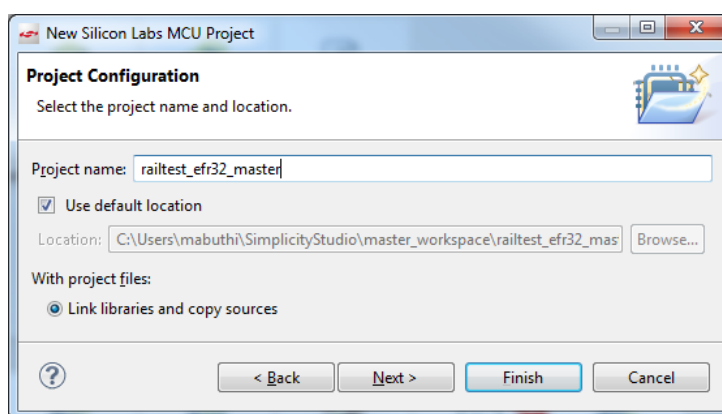 New Silicon Labs MCU Project
Project Configuration
Select the project name and location.
Project name: railtest_efr32_master
Use default location
Location: C:\Users\mabuthi\SimplicityStudio\master_workspace\railtest_efr32_mas Browse...
With project files:
Link libraries and copy sources
? < Back Next > Finish Cancel